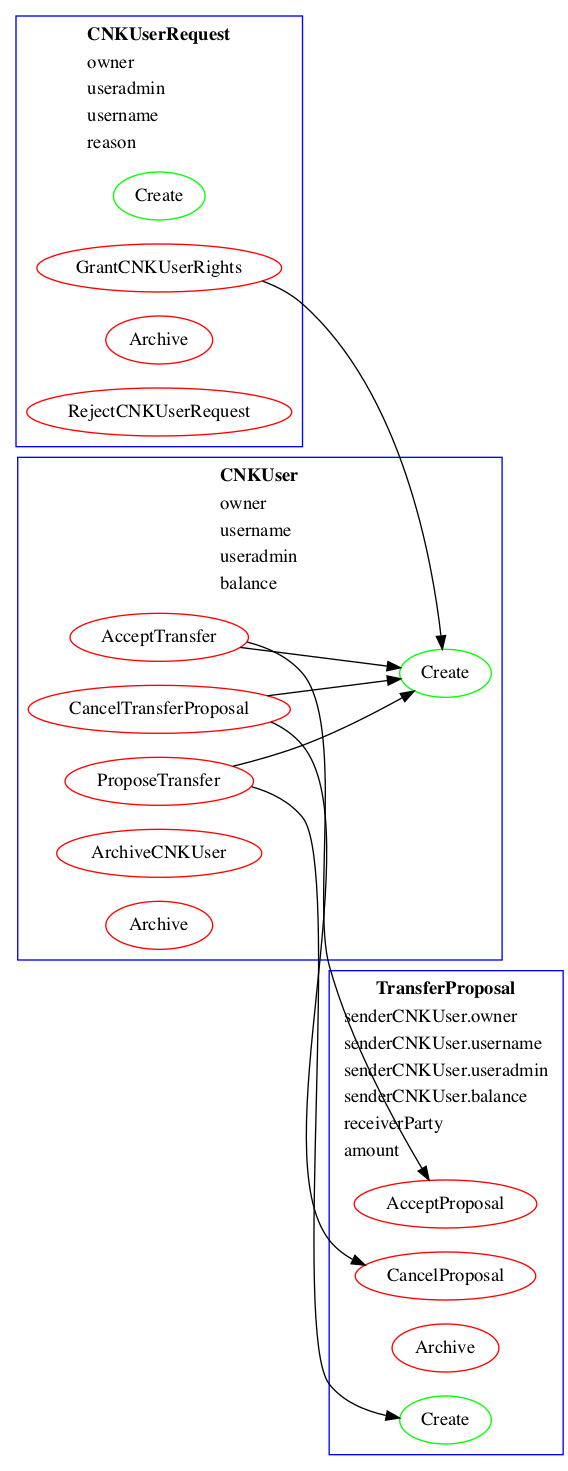 CNKUserRequest
owner
useradmin
username
reason
Create
GrantCNKUserRights
Archive
RejectCNKUserRequest
CNKUser
owner
username
useradmin
balance
AcceptTransfer
Create
CancelTransferProposal
ProposeTransfer
ArchiveCNKUser
Archive
TransferProposal
senderCNKUser.owner
senderCNKUser.username
senderCNKUser.useradmin
senderCNKUser.balance
receiverParty
amount
AcceptProposal
CancelProposal
Archive
Create